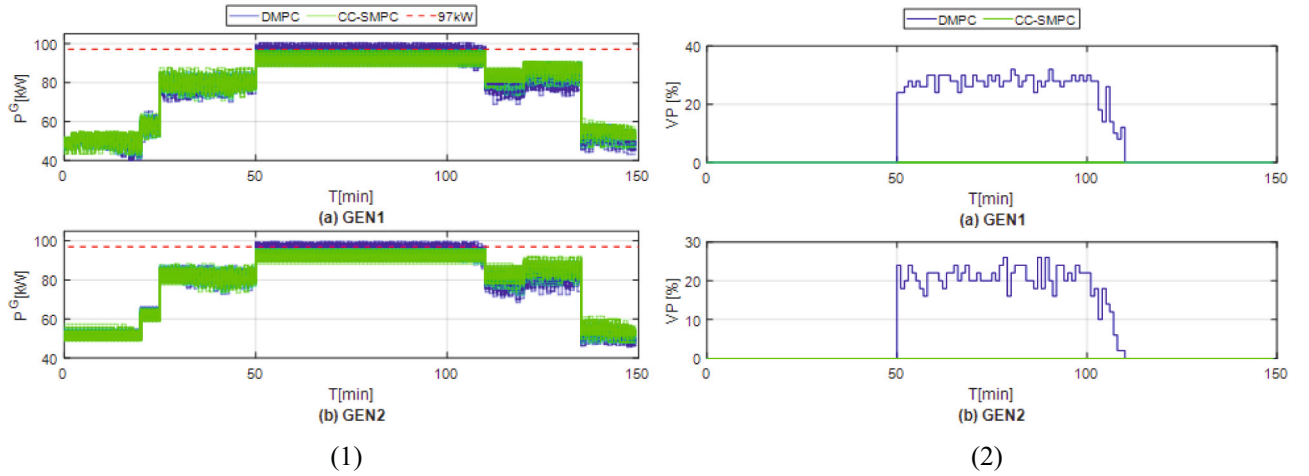 DMPC CC-SMPC 97kW
100
80
60
40
P^G[kW]
0 50 100 150
T[min]
(a) GEN1
100
80
60
40
P^G[kW]
0 50 100 150
T[min]
(b) GEN2
(1)
DMPC CC-SMPC
40
20
0
VP [%]
0 50 100 150
T[min]
(a) GEN1
30
20
10
0
VP [%]
0 50 100 150
T[min]
(b) GEN2
(2)